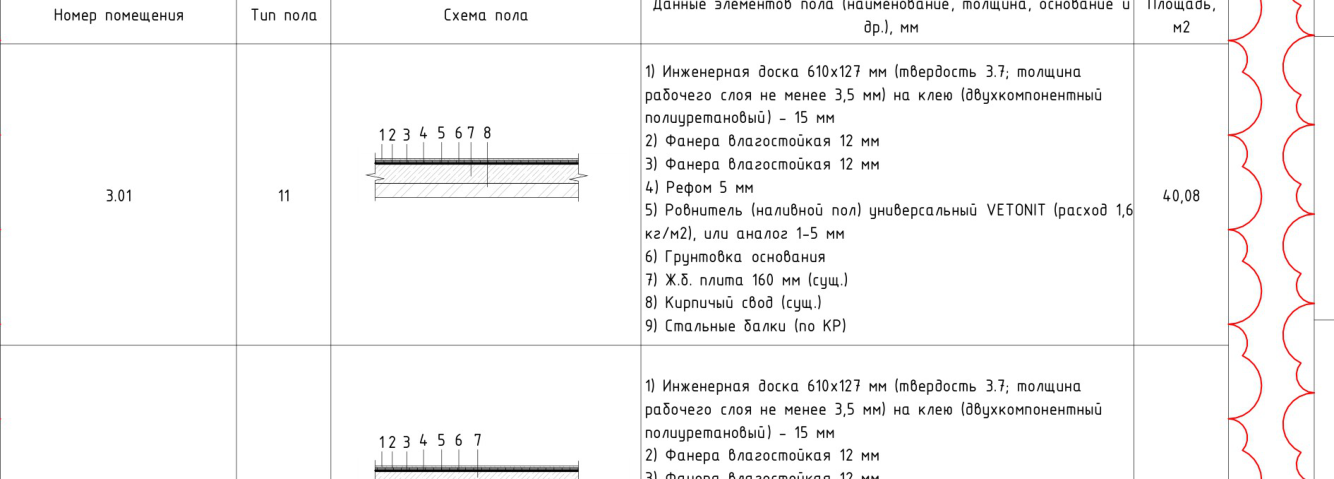 Номер помещения
Тип пола
Схема пола
Данные элементов пола (наименование, толщина, основание и
др.), мм
Площадь,
м2
3.01
11
1 2 3 4 5 6 7 8
1) Инженерная доска 610х127 мм (твердость 3.7; толщина
рабочего слоя не менее 3,5 мм) на клею (двухкомпонентный
полиуретановый) - 15 мм
2) Фанера влагостойкая 12 мм
3) Фанера влагостойкая 12 мм
4) Рефом 5 мм
5) Ровнитель (наливной пол) универсальный VETONIT (расход 1,6
кг/м2), или аналог 1-5 мм
6) Грунтовка основания
7) Ж.б. плита 160 мм (сущ.)
8) Кирпичый свод (сущ.)
9) Стальные балки (по КР)
40,08
1 2 3 4 5 6 7
1) Инженерная доска 610х127 мм (твердость 3.7; толщина
рабочего слоя не менее 3,5 мм) на клею (двухкомпонентный
полиуретановый) - 15 мм
2) Фанера влагостойкая 12 мм
3) Фанера влагостойкая 12 мм